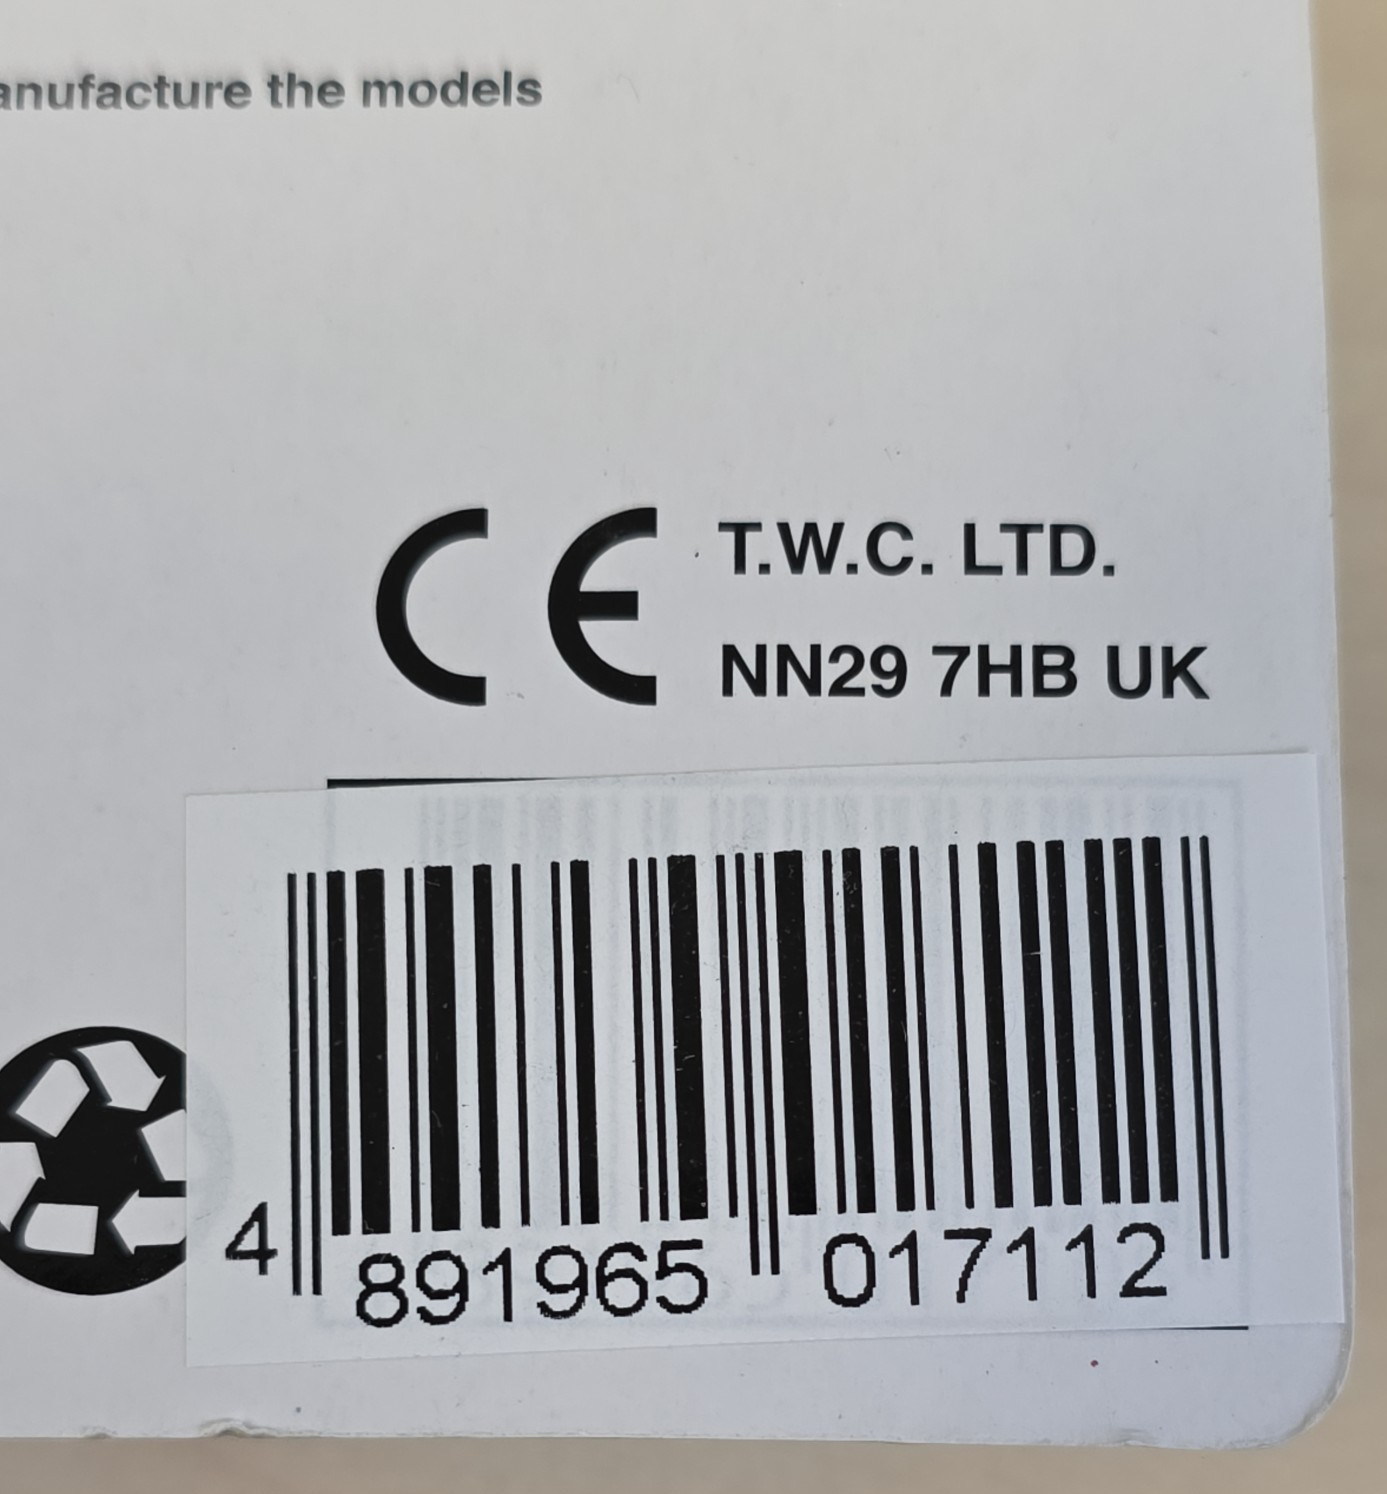 anufacture the models
CE
T.W.C. LTD.
NN29 7HB UK
4 891965 017112